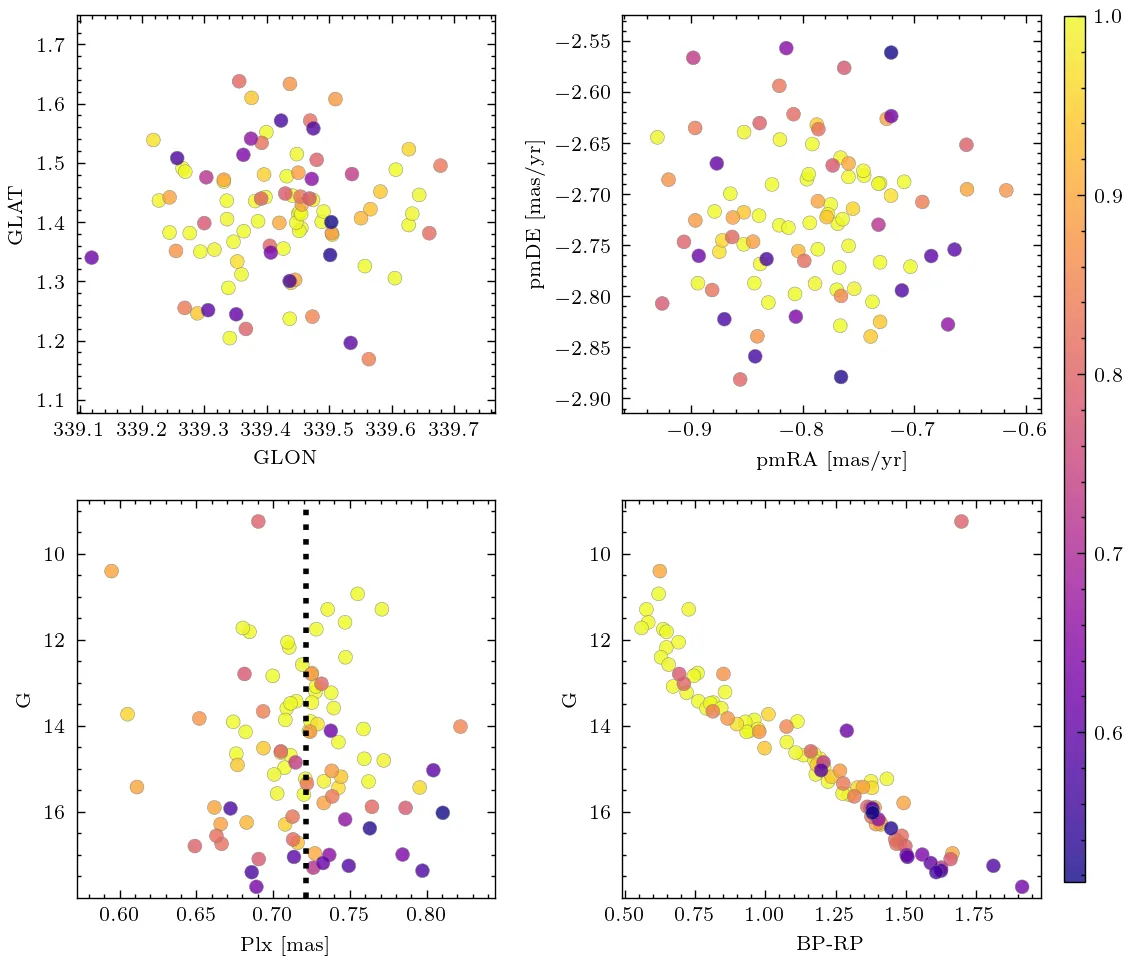 1.7
1.6
1.5
1.4
1.3
1.2
1.1
GLAT
339.1 339.2 339.3 339.4 339.5 339.6 339.7
GLON
−2.55
−2.60
−2.65
−2.70
−2.75
−2.80
−2.85
−2.90
pmDE [mas/yr]
−0.9 −0.8 −0.7 −0.6
pmRA [mas/yr]
1.0
0.9
0.8
0.7
0.6
10
12
14
16
G
0.60 0.65 0.70 0.75 0.80
Plx [mas]
10
12
14
16
G
0.50 0.75 1.00 1.25 1.50 1.75
BP-RP